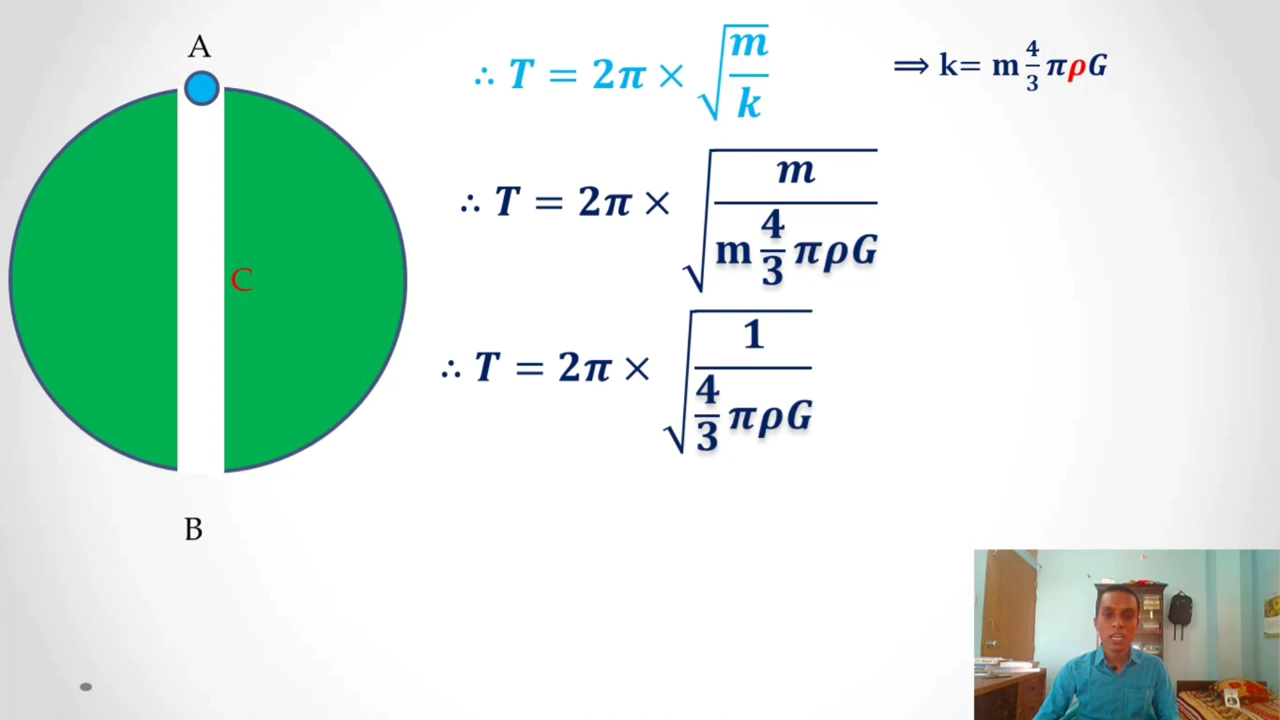 A
∴ T = 2π × √(m/k)
⟹ k= m 4/3 πρG
∴ T = 2π × √(m/(m 4/3 πρG))
C
∴ T = 2π × √(1/(4/3 πρG))
B